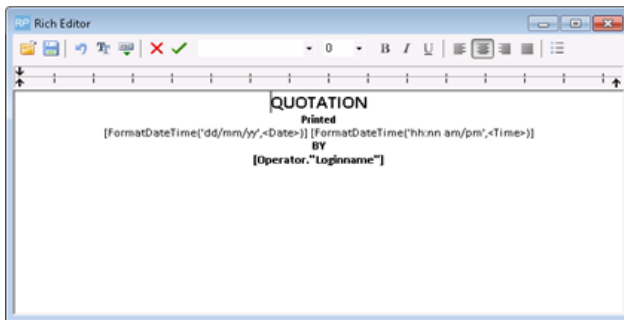 RP Rich Editor
0 B I U
QUOTATION
Printed
[FormatDateTime('dd/mm/yy',<Date>)] [FormatDateTime('hh:nn am/pm',<Time>)]
BY
[Operator."Loginname"]